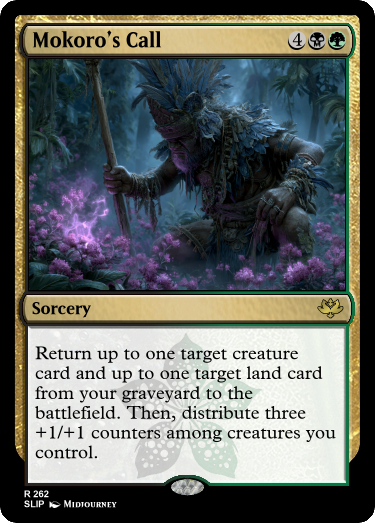 Mokoro's Call 4
Sorcery
Return up to one target creature
card and up to one target land card
from your graveyard to the
battlefield. Then, distribute three
+1/+1 counters among creatures you
control.
R 262
SLIP Midjourney